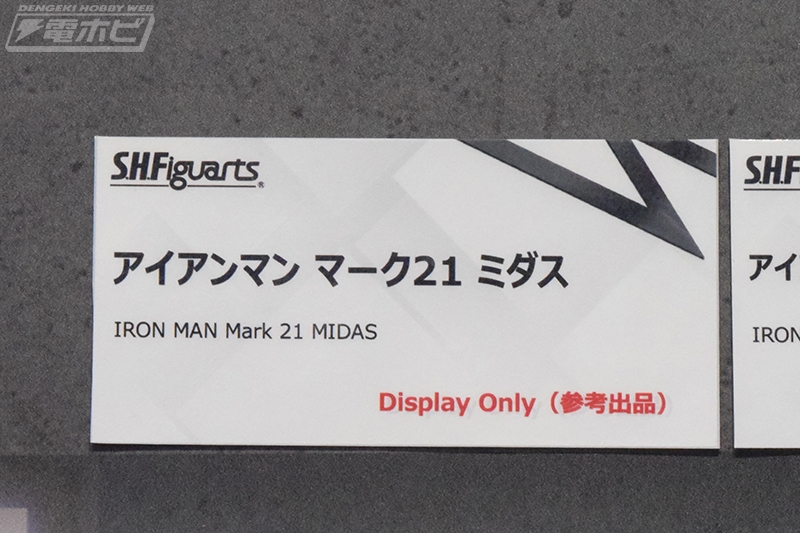 DENGEKI HOBBY WEB
電ホビ
S.H.Figuarts®
アイアンマン マーク21 ミダス
IRON MAN Mark 21 MIDAS
Display Only（参考出品）
S.H.F
アイ
IRON